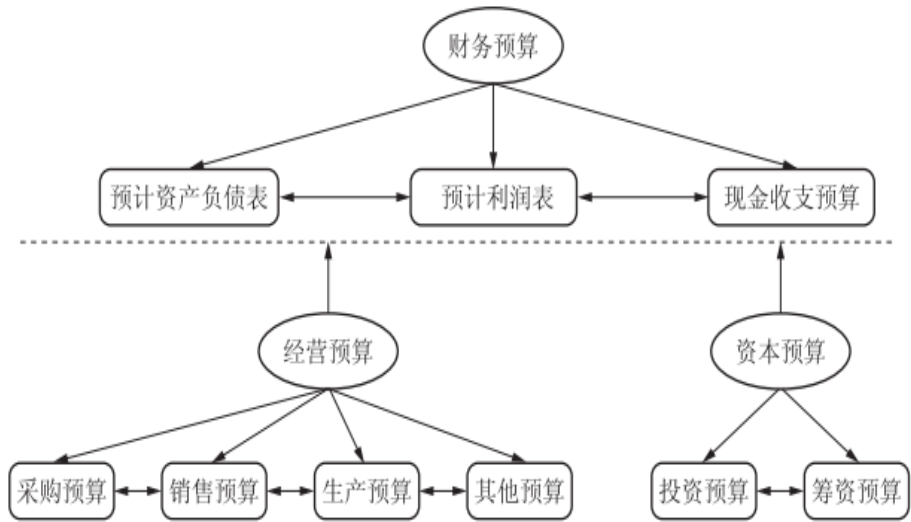 财务预算
预计资产负债表
预计利润表
现金收支预算
经营预算
资本预算
采购预算
销售预算
生产预算
其他预算
投资预算
筹资预算